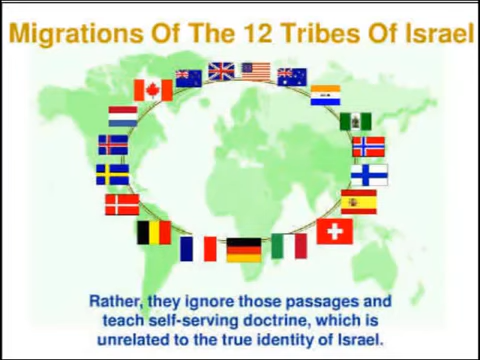 Migrations Of The 12 Tribes Of Israel
Rather, they ignore those passages and
teach self-serving doctrine, which is
unrelated to the true identity of Israel.